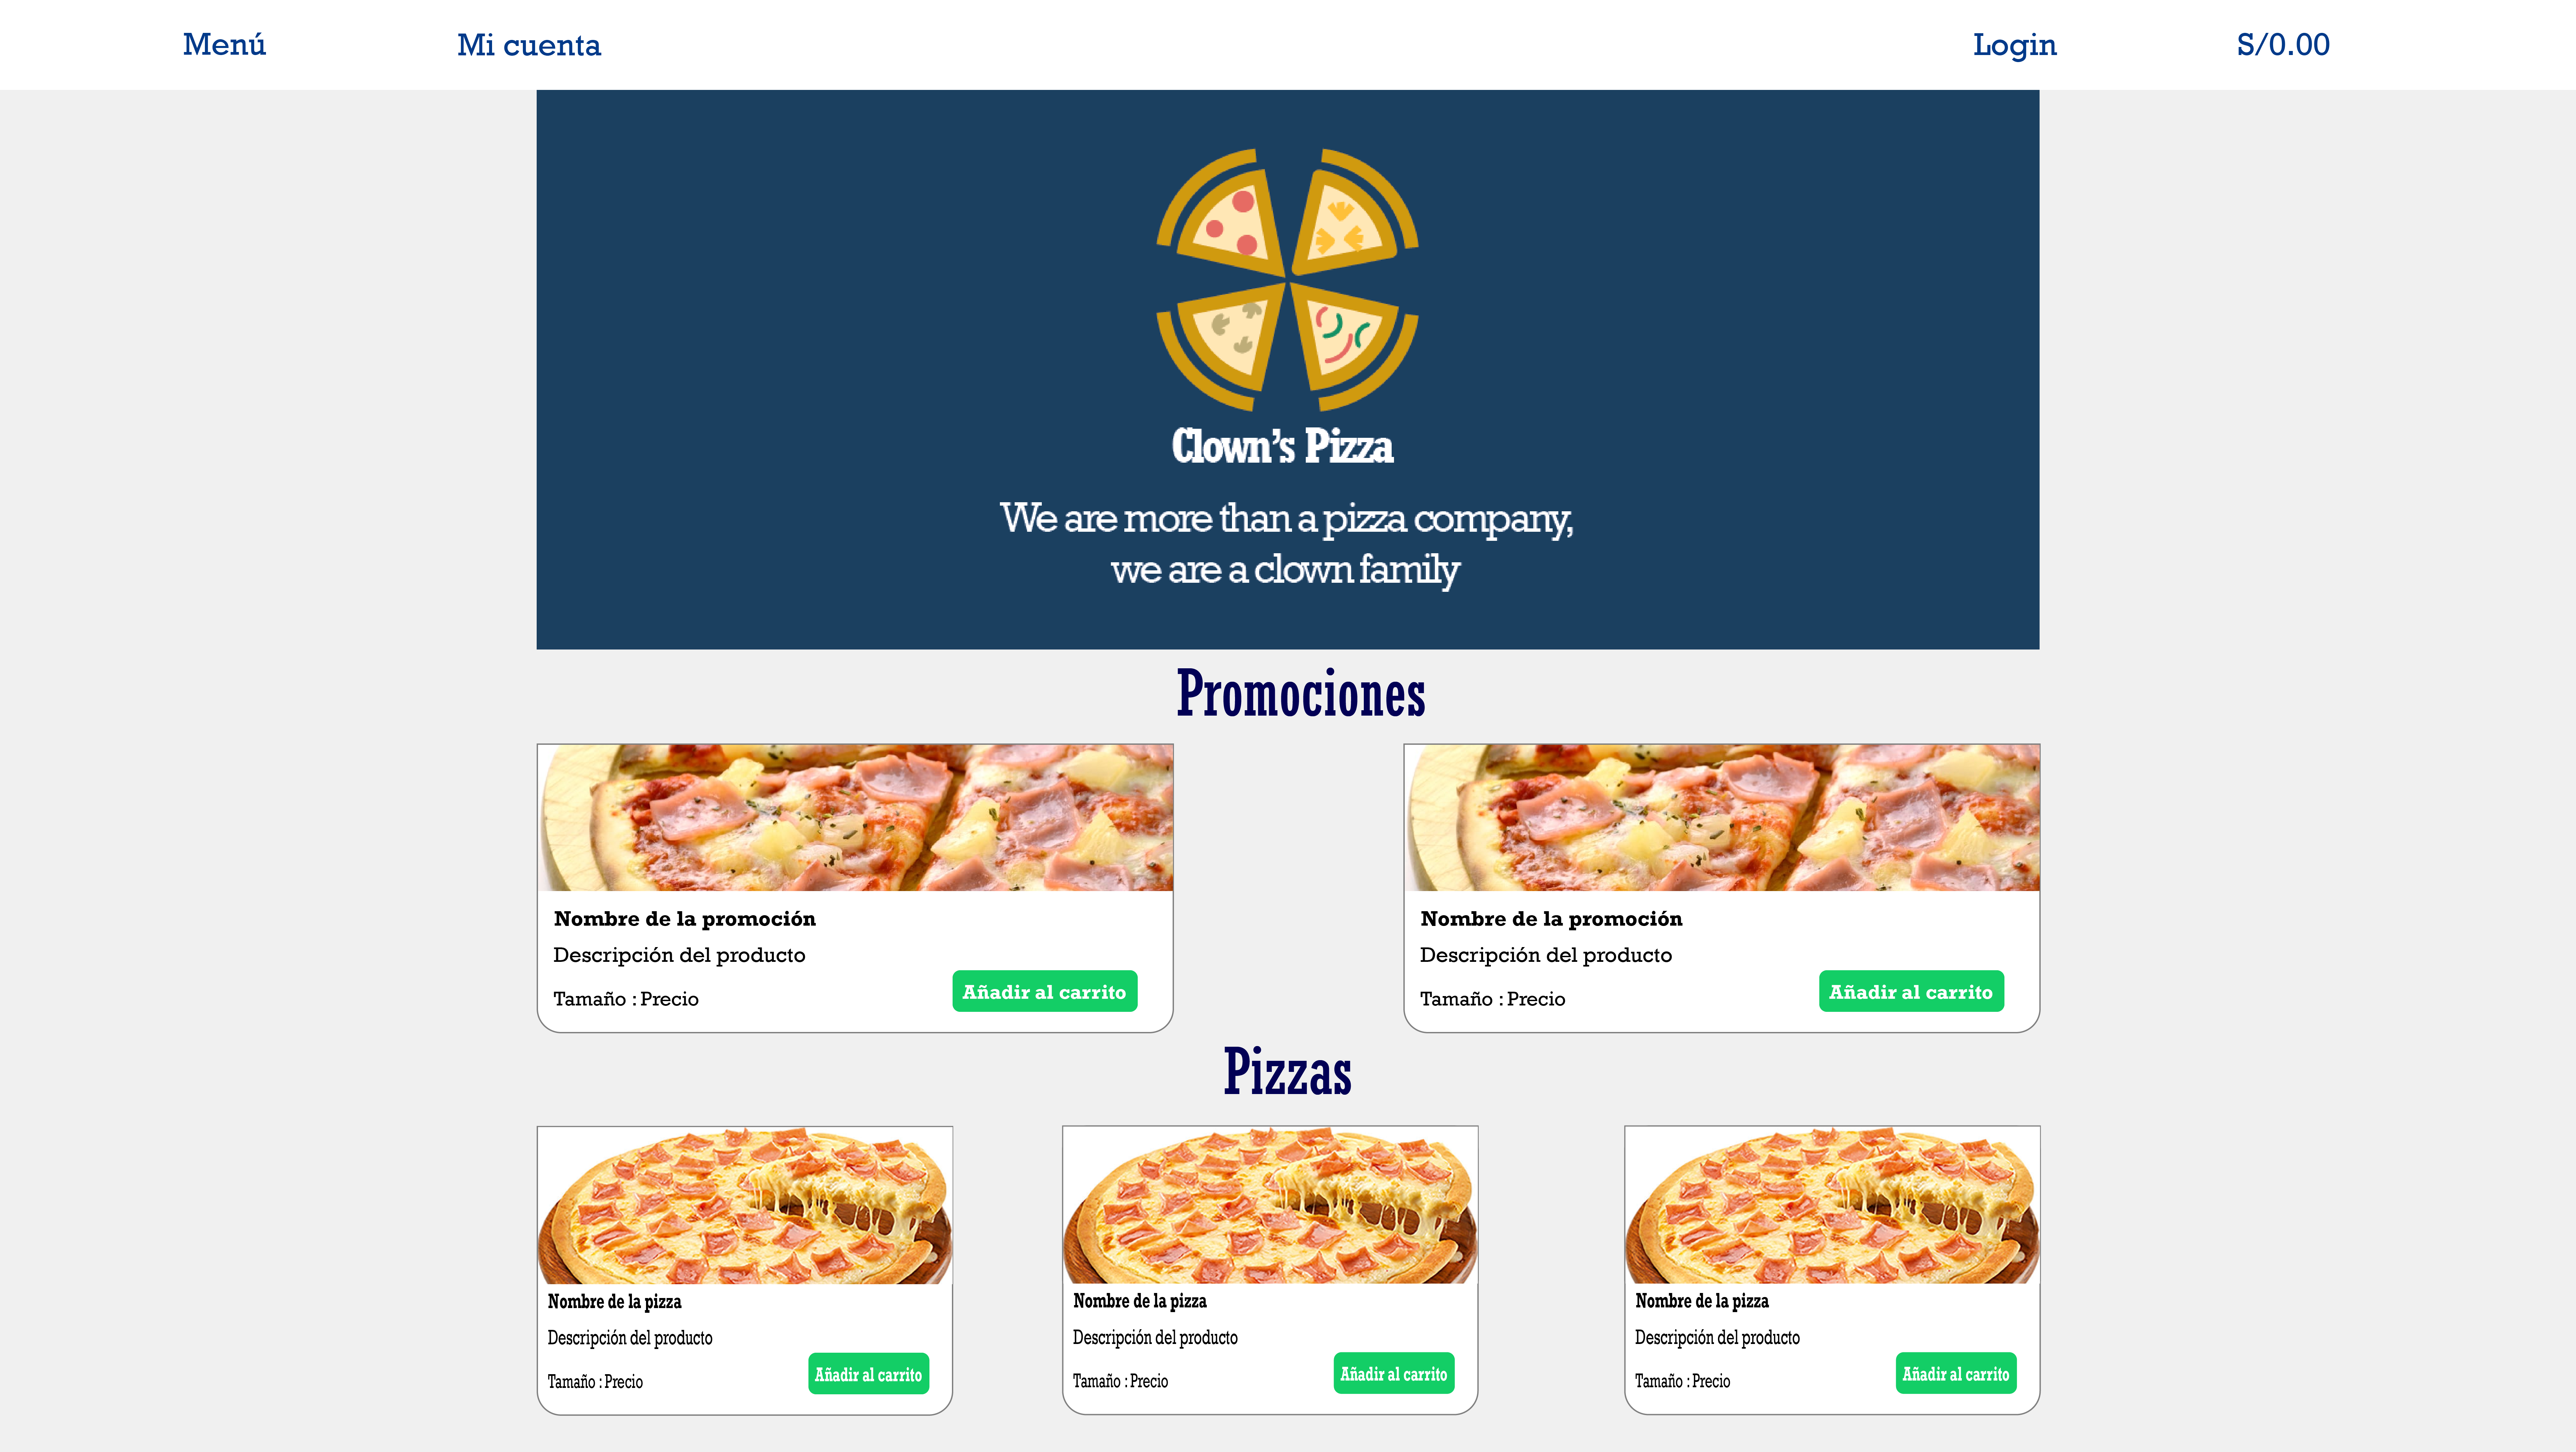 Menú
Mi cuenta
Login
S/0.00
Clown's Pizza
We are more than a pizza company,
we are a clown family
Promociones
Nombre de la promoción
Descripción del producto
Tamaño : Precio
Añadir al carrito
Nombre de la promoción
Descripción del producto
Tamaño : Precio
Añadir al carrito
Pizzas
Nombre de la pizza
Descripción del producto
Tamaño : Precio
Añadir al carrito
Nombre de la pizza
Descripción del producto
Tamaño : Precio
Añadir al carrito
Nombre de la pizza
Descripción del producto
Tamaño : Precio
Añadir al carrito